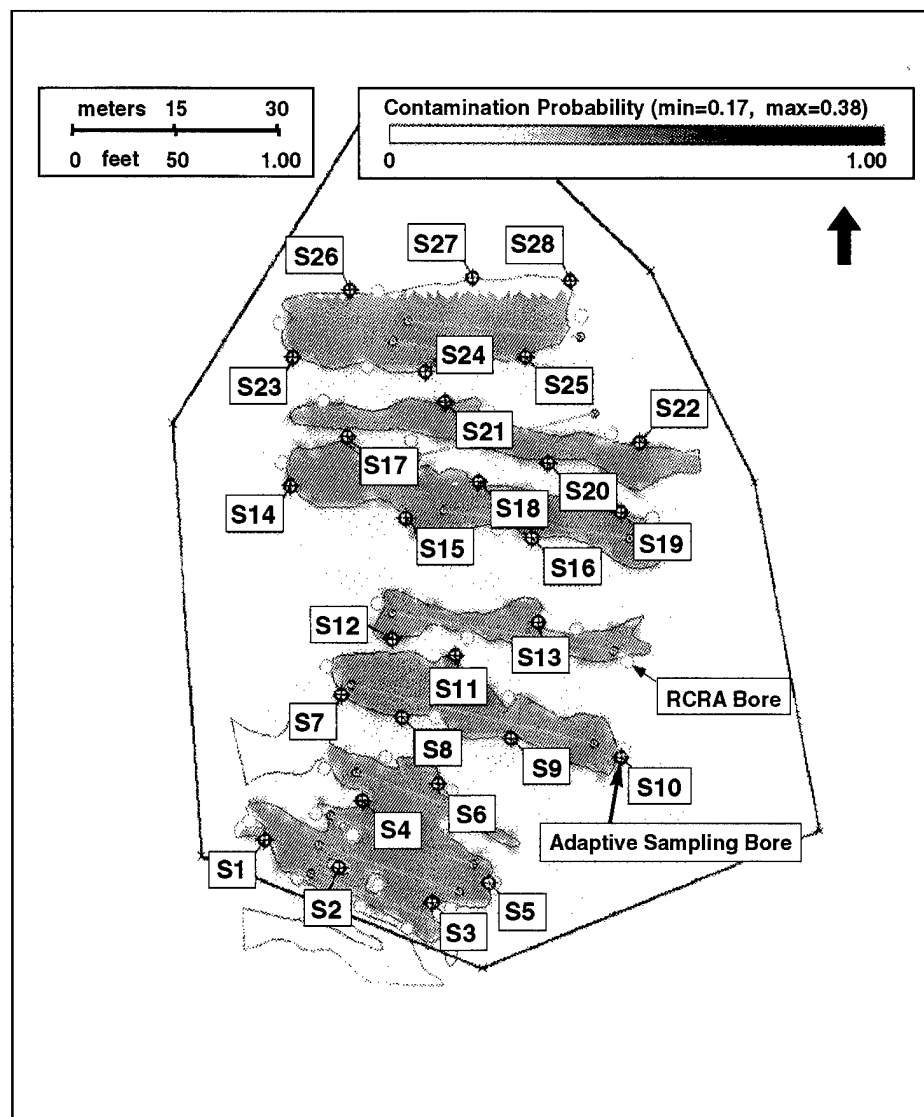 meters 15 30
0 feet 50 1.00
Contamination Probability (min=0.17, max=0.38)
0 1.00
S27
S28
S26
S24
S23
S25
S22
S21
S17
S20
S14
S18
S15
S19
S16
S12
S13
S11
RCRA Bore
S7
S8
S9
S10
S6
S4
Adaptive Sampling Bore
S1
S2
S5
S3